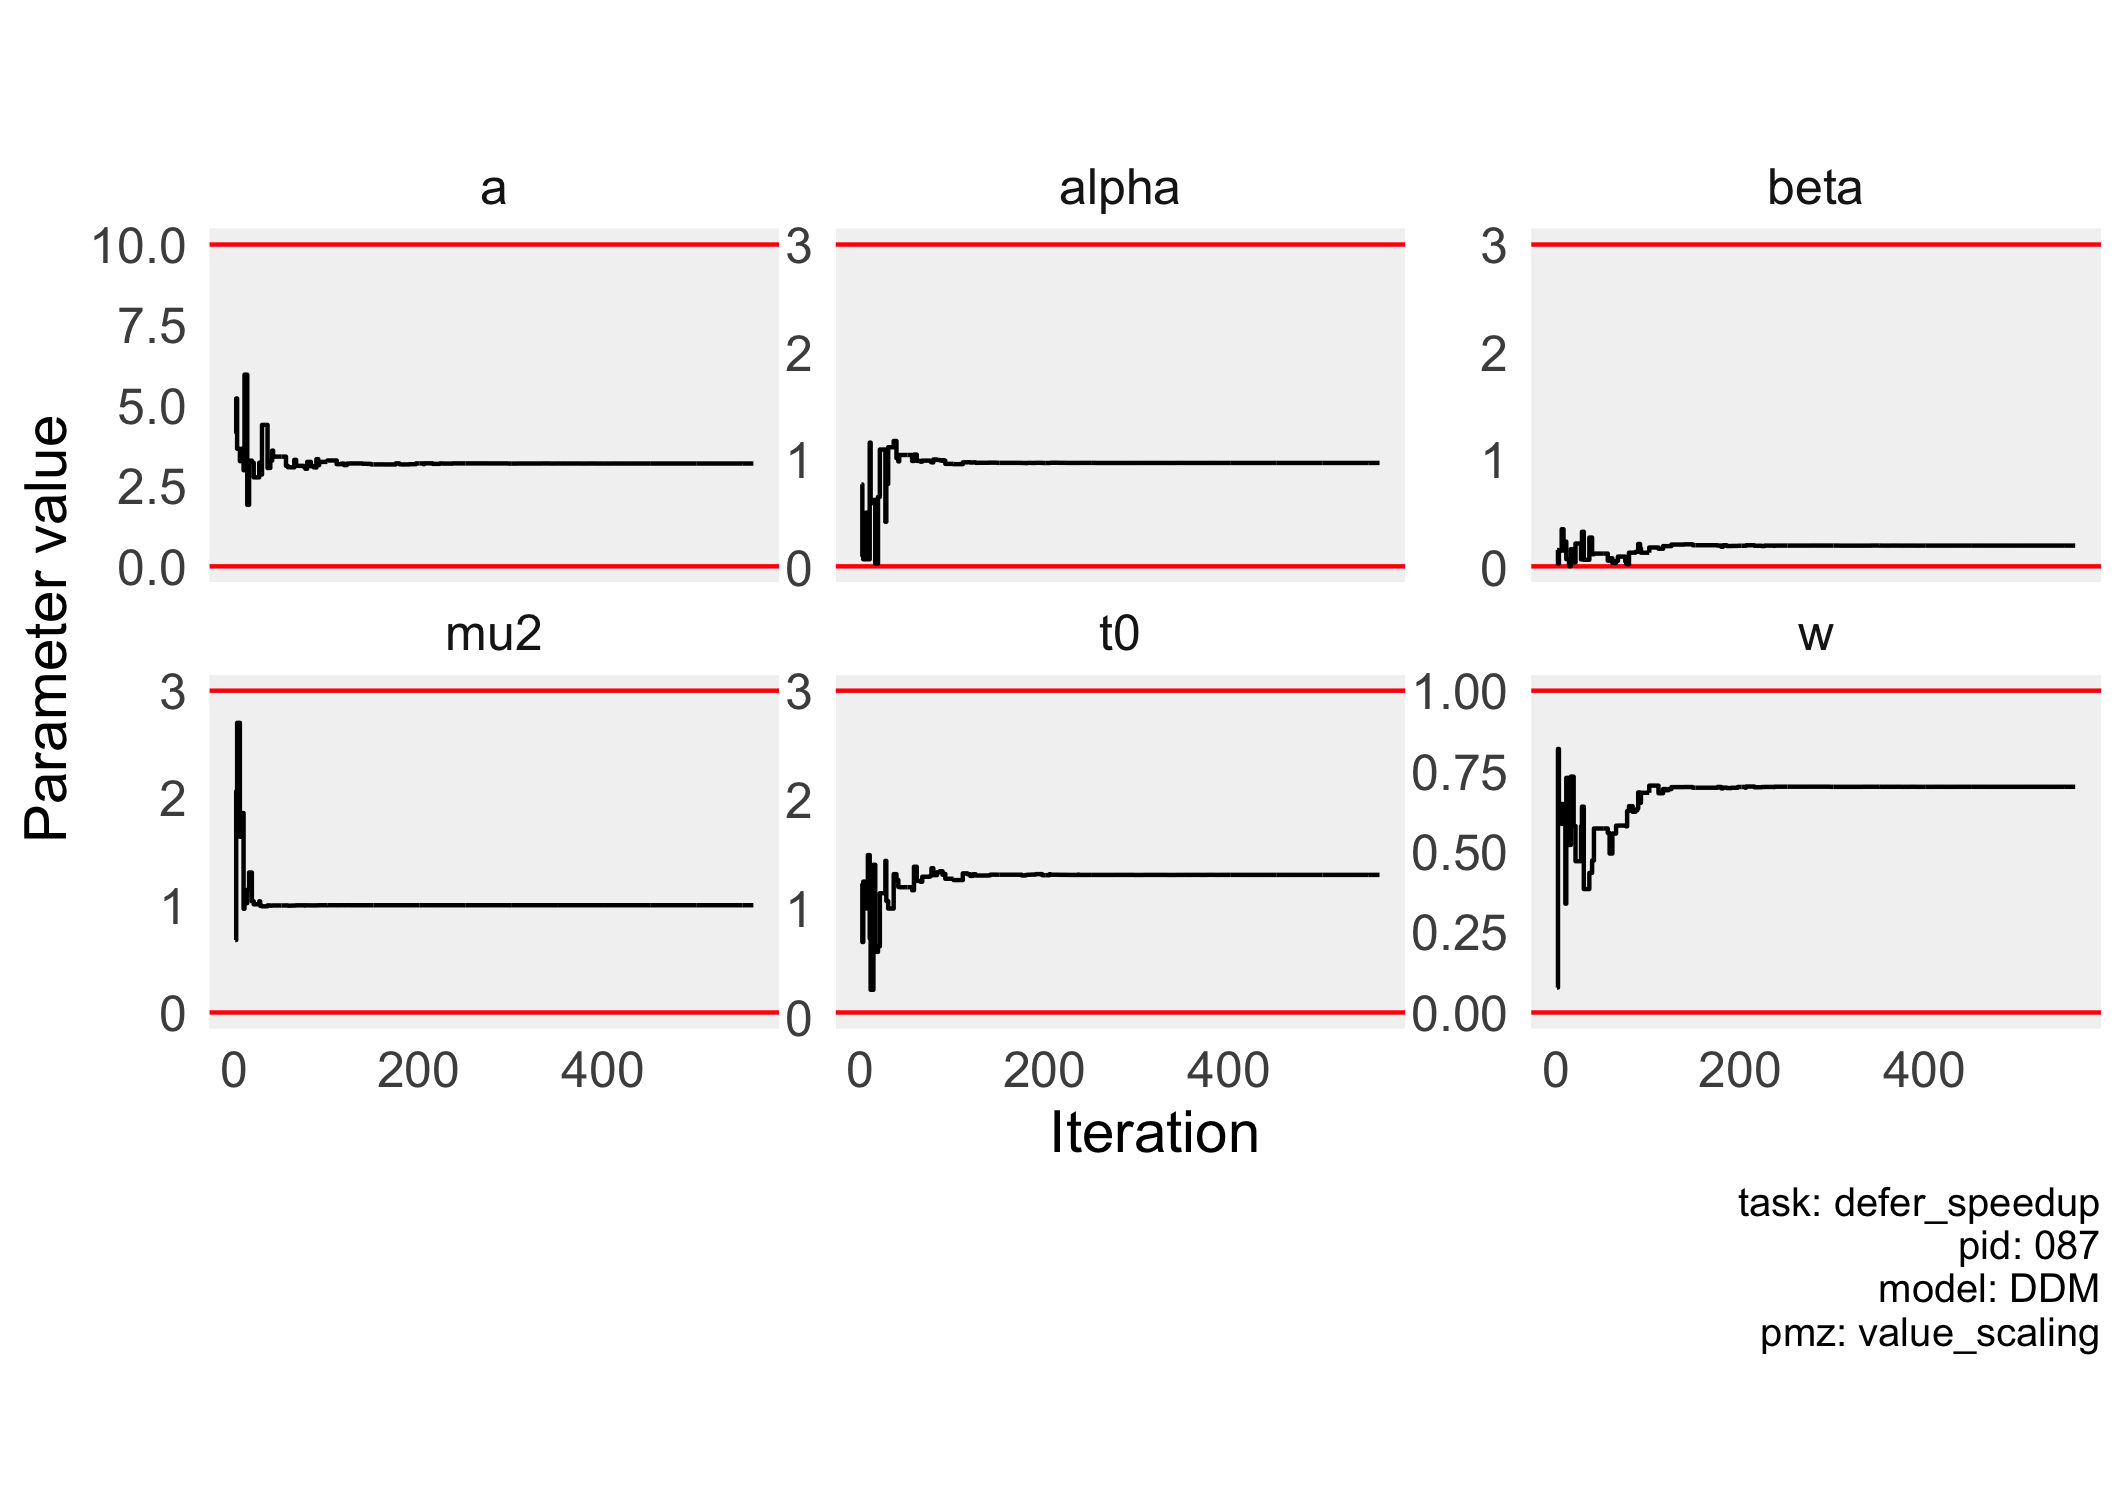 a
alpha
beta
10.0
7.5
5.0
2.5
0.0
3
2
1
0
3
2
1
0
mu2
t0
w
3
2
1
0
3
2
1
0
1.00
0.75
0.50
0.25
0.00
0 200 400
0 200 400
0 200 400
Parameter value
Iteration
task: defer_speedup
pid: 087
model: DDM
pmz: value_scaling